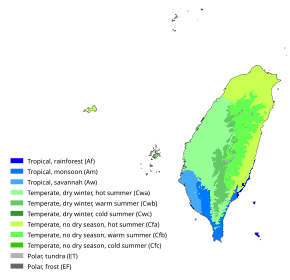 Tropical, rainforest (Af)
Tropical, monsoon (Am)
Tropical, savannah (Aw)
Temperate, dry winter, hot summer (Cwa)
Temperate, dry winter, warm summer (Cwb)
Temperate, dry winter, cold summer (Cwc)
Temperate, no dry season, hot summer (Cfa)
Temperate, no dry season, warm summer (Cfb)
Temperate, no dry season, cold summer (Cfc)
Polar, tundra (ET)
Polar, frost (EF)